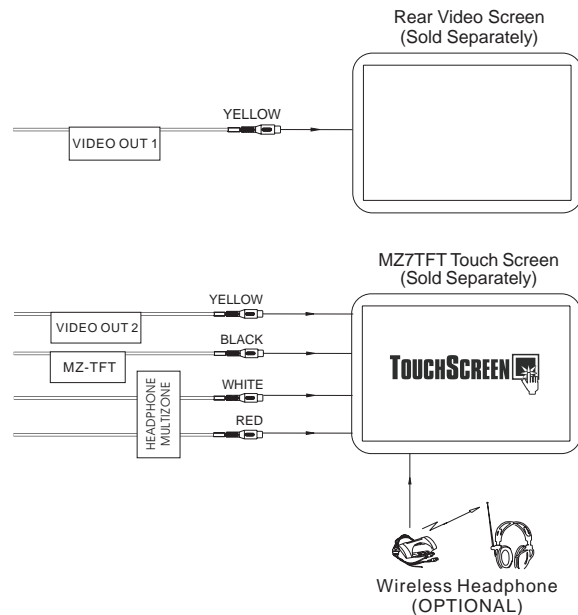 Rear Video Screen
(Sold Separately)
YELLOW
VIDEO OUT 1
MZ7TFT Touch Screen
(Sold Separately)
YELLOW
VIDEO OUT 2
BLACK
MZ-TFT
TOUCHSCREEN
WHITE
HEADPHONE
MULTIZONE
RED
Wireless Headphone
(OPTIONAL)